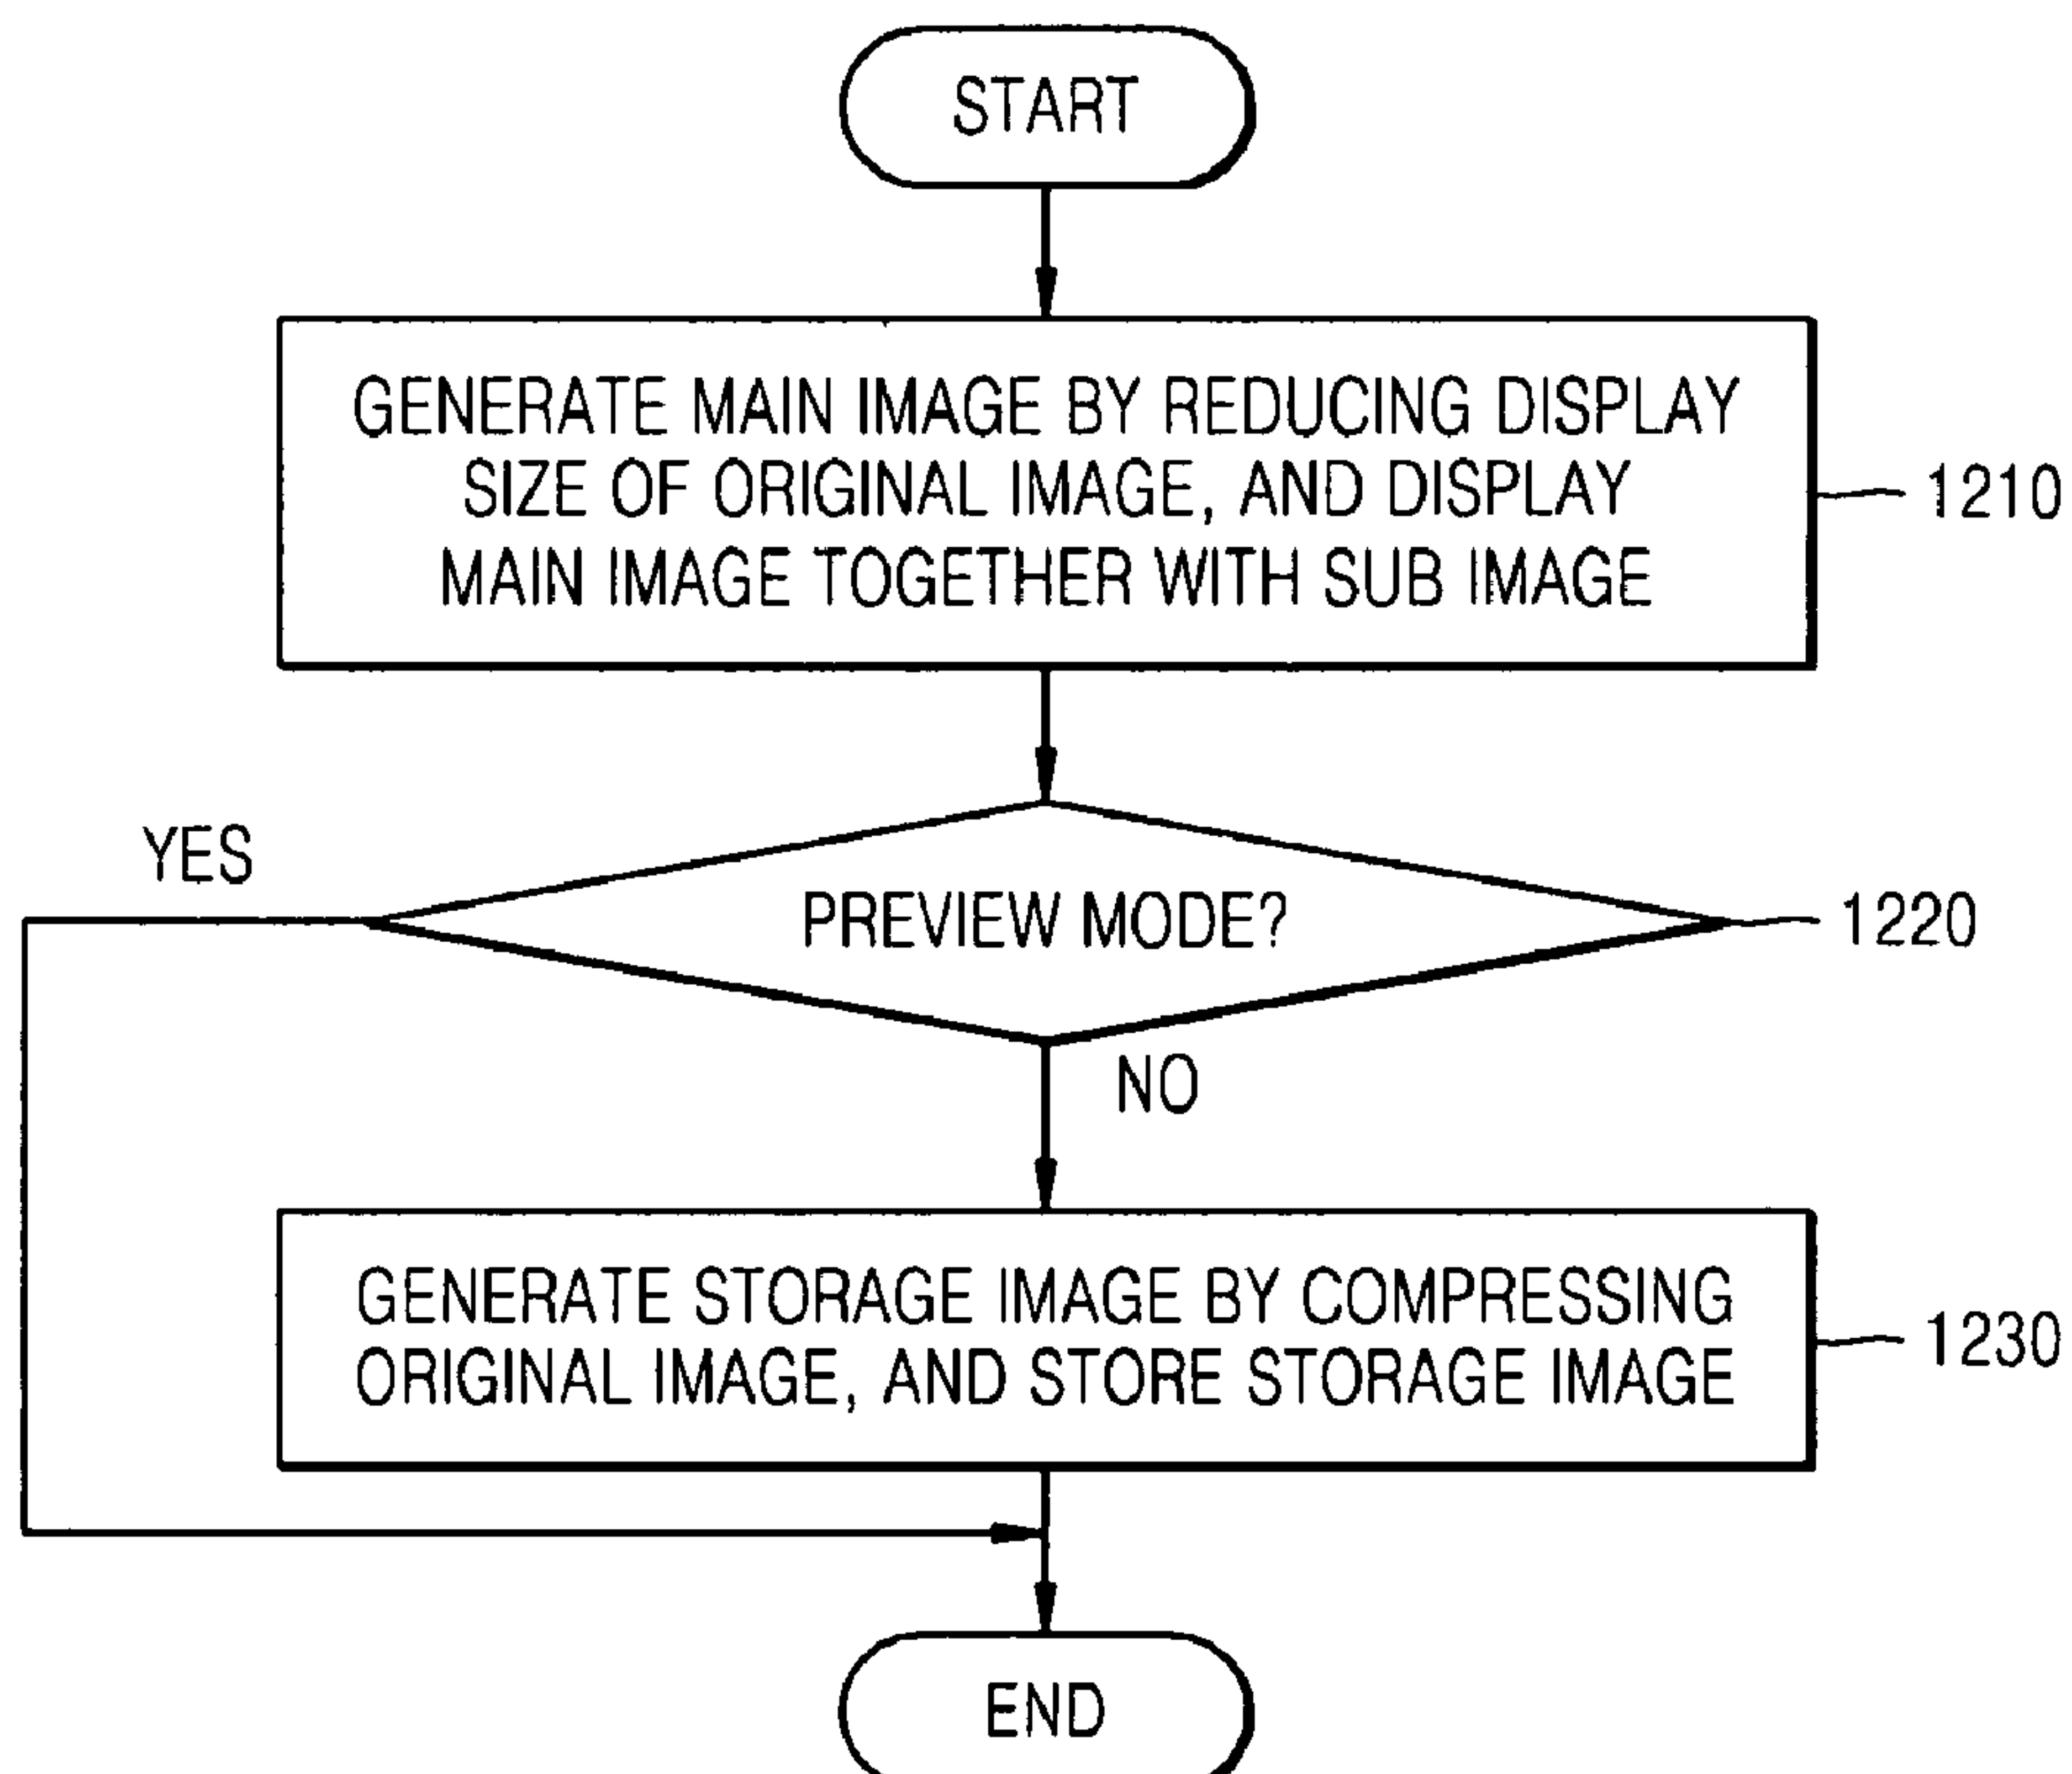 START
GENERATE MAIN IMAGE BY REDUCING DISPLAY
SIZE OF ORIGINAL IMAGE, AND DISPLAY
MAIN IMAGE TOGETHER WITH SUB IMAGE
1210
YES
PREVIEW MODE?
1220
NO
GENERATE STORAGE IMAGE BY COMPRESSING
ORIGINAL IMAGE, AND STORE STORAGE IMAGE
1230
END